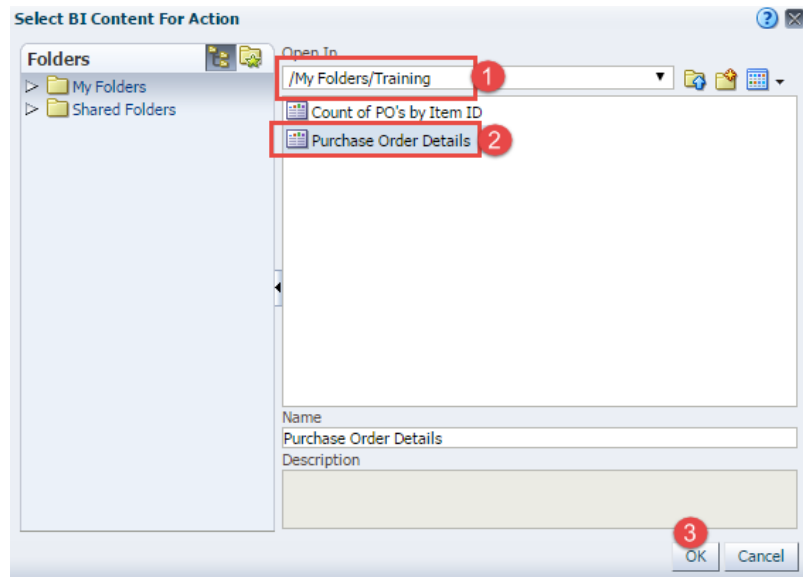 Select BI Content For Action
Folders
My Folders
Shared Folders
Open In
/My Folders/Training
1
Count of PO's by Item ID
Purchase Order Details
2
Name
Purchase Order Details
Description
3
OK
Cancel